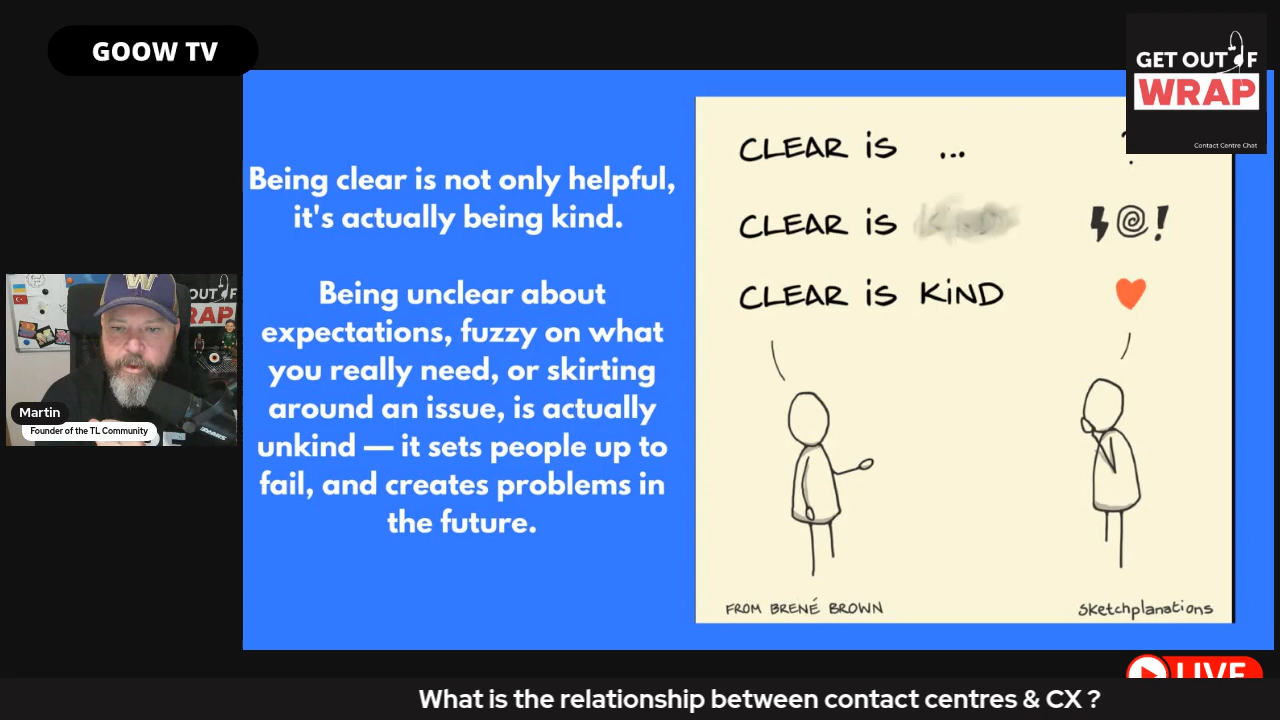 GOOW TV
GET OUT OF
WRAP
Contact Centre Chat
Being clear is not only helpful,
it's actually being kind.
Being unclear about
expectations, fuzzy on what
you really need, or skirting
around an issue, is actually
unkind — it sets people up to
fail, and creates problems in
the future.
CLEAR iS ...
CLEAR iS
CLEAR iS KiND
FROM BRENÉ BROWN
sketchplanations
OUT OF
RAP
Martin
Founder of the TL Community
LIVE
What is the relationship between contact centres & CX ?